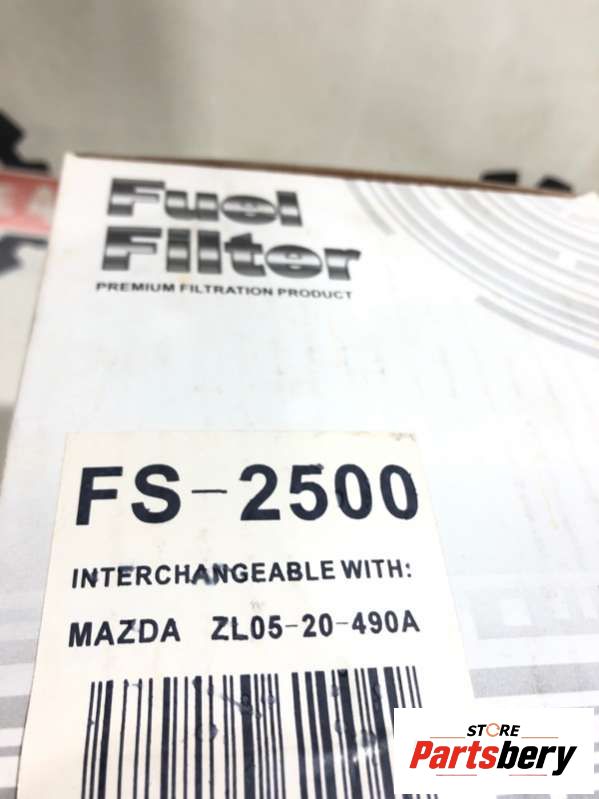 Fuel
Filter
PREMIUM FILTRATION PRODUCT
FS-2500
INTERCHANGEABLE WITH:
MAZDA ZL05-20-490A
STORE
Partsbery